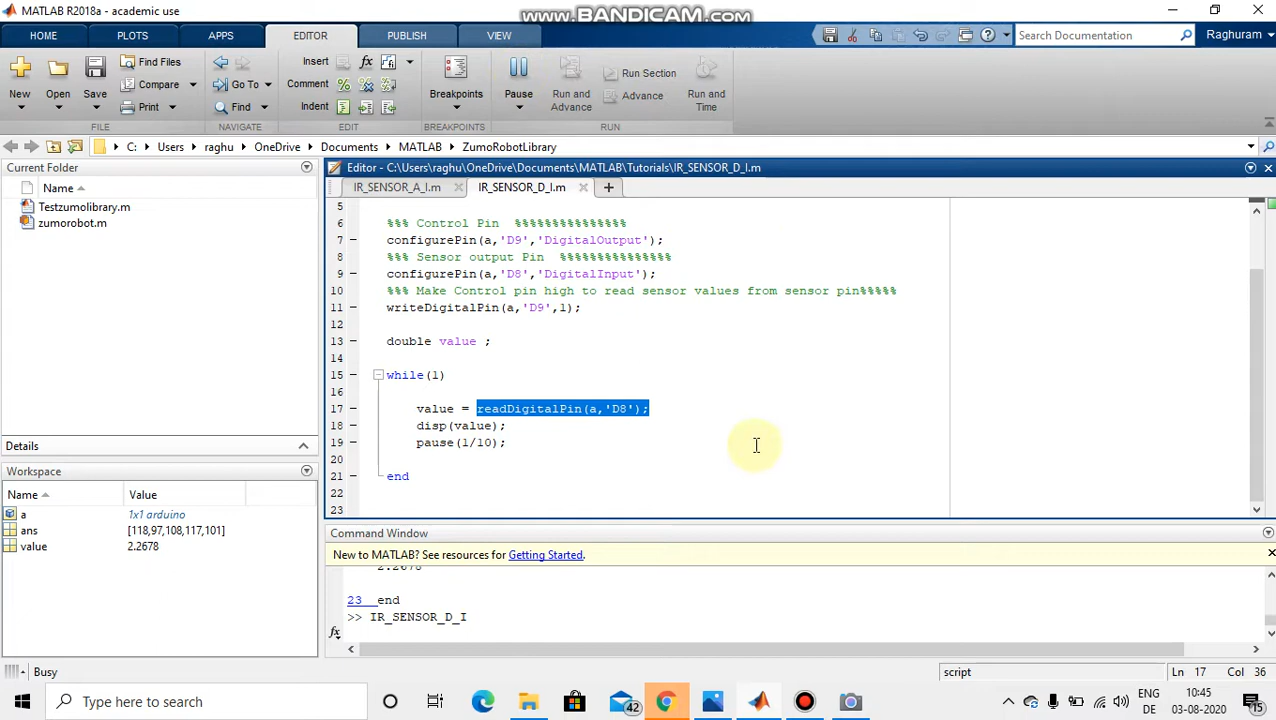 www.BANDICAM.com
MATLAB R2018a - academic use
HOME PLOTS APPS EDITOR PUBLISH VIEW Search Documentation Raghuram
New Open Save Find Files Compare Print
Go To Find
Insert fx Comment Indent
Breakpoints
Pause Run and Advance Run Section Advance Run and Time
FILE NAVIGATE EDIT BREAKPOINTS RUN
C: Users raghu OneDrive Documents MATLAB ZumoRobotLibrary
Current Folder
Name
Testzumolibrary.m
zumorobot.m
Details
Workspace
Name Value
a 1x1 arduino
ans [118,97,108,117,101]
value 2.2678
Editor - C:\Users\raghu\OneDrive\Documents\MATLAB\Tutorials\IR_SENSOR_D_I.m
IR_SENSOR_A_I.m IR_SENSOR_D_I.m
5
6 %%% Control Pin %%%%%%%%%%%%%%%
7 configurePin(a,'D9','DigitalOutput');
8 %%% Sensor output Pin %%%%%%%%%%%%%%%
9 configurePin(a,'D8','DigitalInput');
10 %%% Make Control pin high to read sensor values from sensor pin%%%%%
11 writeDigitalPin(a,'D9',1);
12
13 double value ;
14
15 while(1)
16
17 value = readDigitalPin(a,'D8');
18 disp(value);
19 pause(1/10);
20
21 end
22
23
Command Window
New to MATLAB? See resources for Getting Started.
2.2678
23 end
>> IR_SENSOR_D_I
fx
Busy script Ln 17 Col 36
Type here to search 42 ENG DE 10:45 03-08-2020 15